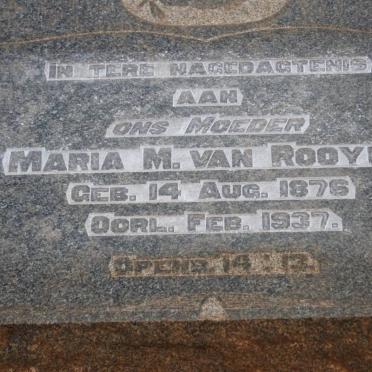 IN TERE NAGEDAGTENIS
AAN
ONS MOEDER
MARIA M. VAN ROOY
GEB. 14 AUG. 1876
OORL. FEB. 1937.
OPENB. 14 : 13.